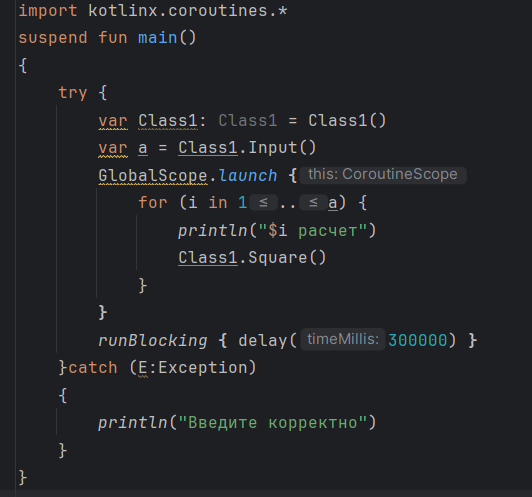 import kotlinx.coroutines.*
suspend fun main()
{
    try {
        var Class1: Class1 = Class1()
        var a = Class1.Input()
        GlobalScope.launch { this: CoroutineScope
            for (i in 1 ≤ .. ≤ a) {
                println("$i расчет")
                Class1.Square()
            }
        }
        runBlocking { delay( timeMillis: 300000) }
    }catch (E:Exception)
    {
        println("Введите корректно")
    }
}